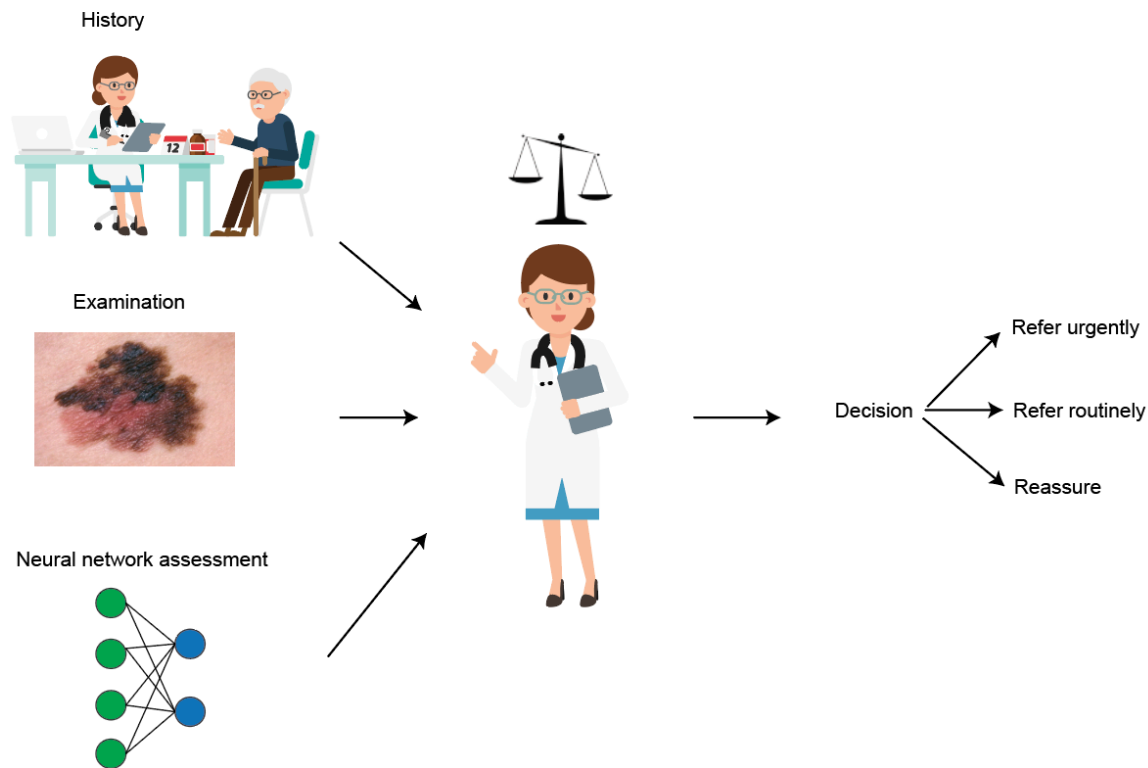 History
12
Examination
Neural network assessment
Decision
Refer urgently
Refer routinely
Reassure